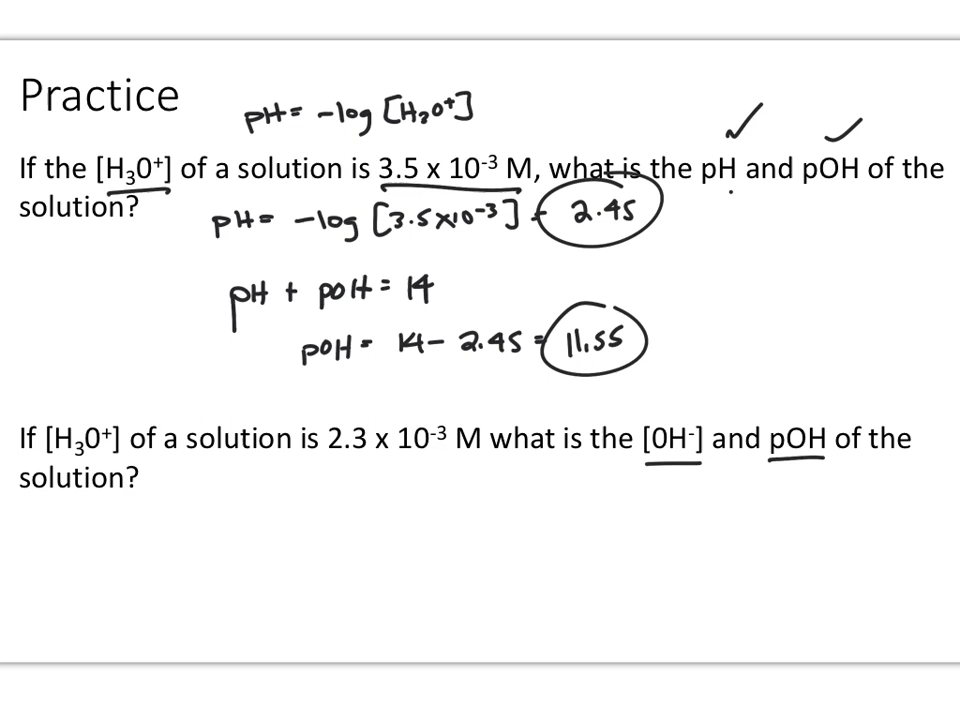 Practice
pH = -log [H₃O⁺]
If the [H₃0⁺] of a solution is 3.5 x 10⁻³ M, what is the pH and pOH of the
solution?
pH = -log [3.5x10⁻³] = 2.45
pH + pOH = 14
pOH = 14 - 2.45 = 11.55
If [H₃0⁺] of a solution is 2.3 x 10⁻³ M what is the [0H⁻] and pOH of the
solution?